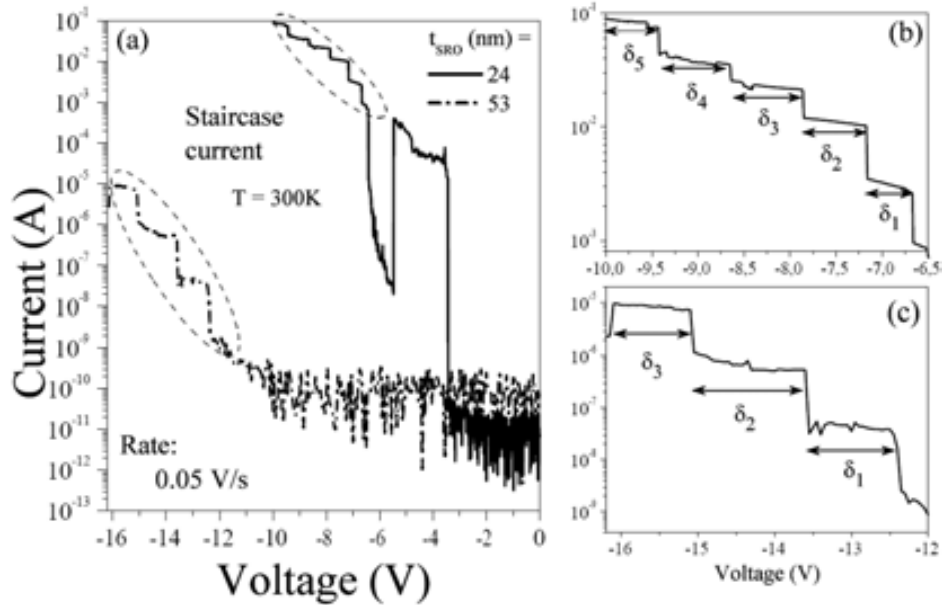 (a)
t_SRO (nm) =
24
53
Staircase
current
T = 300K
Rate:
0.05 V/s
Current (A)
10^-1
10^-2
10^-3
10^-4
10^-5
10^-6
10^-7
10^-8
10^-9
10^-10
10^-11
10^-12
10^-13
-16 -14 -12 -10 -8 -6 -4 -2 0
Voltage (V)
(b)
10^-1
10^-2
10^-3
δ5
δ4
δ3
δ2
δ1
-10,0 -9,5 -9,0 -8,5 -8,0 -7,5 -7,0 -6,5
(c)
10^-5
10^-6
10^-7
10^-8
δ3
δ2
δ1
-16 -15 -14 -13 -12
Voltage (V)